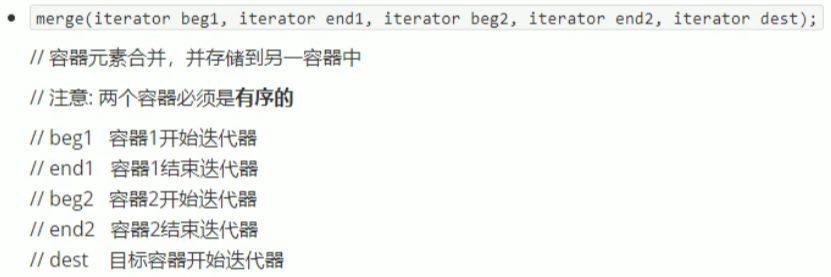 • merge(iterator beg1, iterator end1, iterator beg2, iterator end2, iterator dest);
// 容器元素合并，并存储到另一容器中
// 注意: 两个容器必须是有序的
// beg1 容器1开始迭代器
// end1 容器1结束迭代器
// beg2 容器2开始迭代器
// end2 容器2结束迭代器
// dest 目标容器开始迭代器